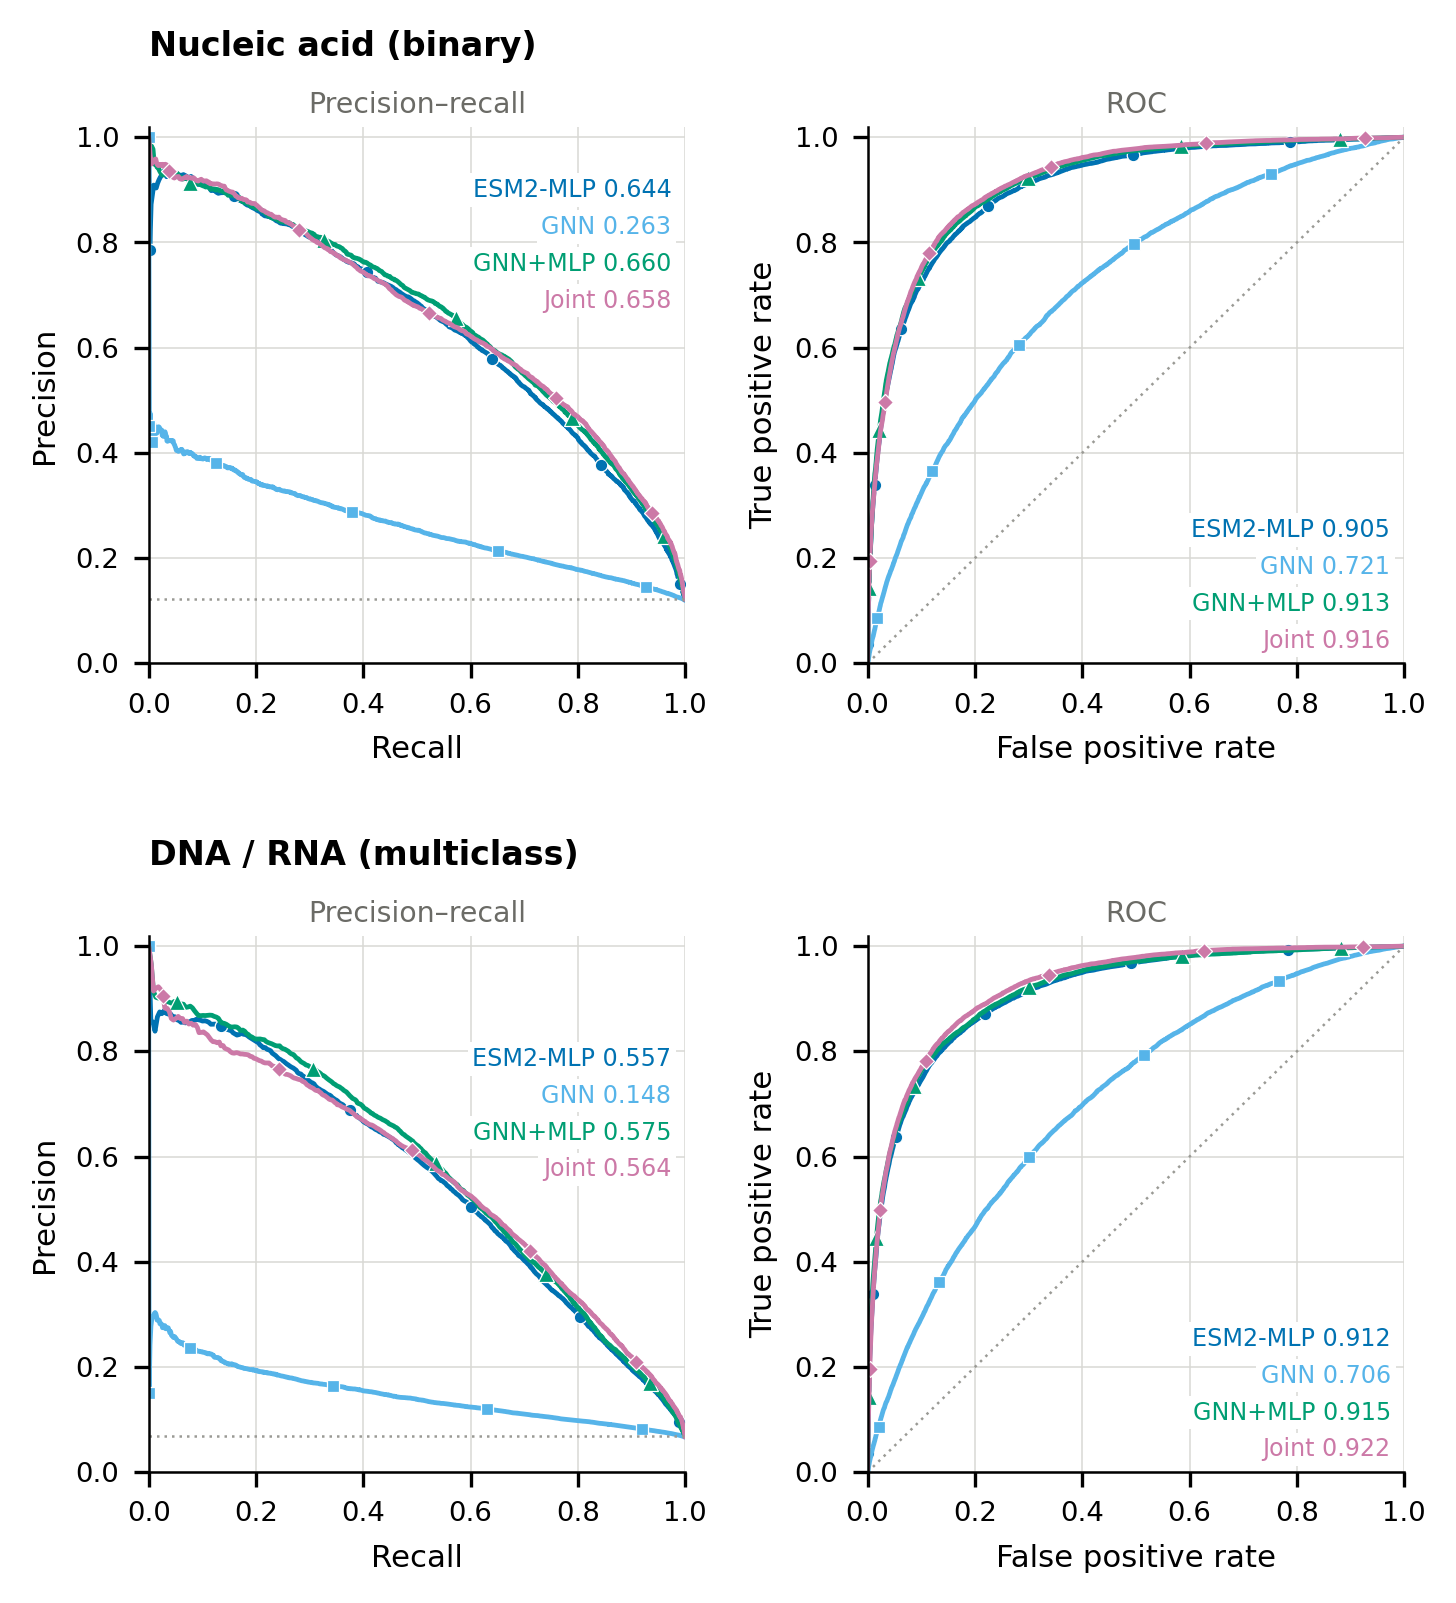 Nucleic acid (binary)
Precision–recall
1.0
0.8
0.6
0.4
0.2
0.0
Precision
ESM2-MLP 0.644
GNN 0.263
GNN+MLP 0.660
Joint 0.658
0.0 0.2 0.4 0.6 0.8 1.0
Recall
ROC
1.0
0.8
0.6
0.4
0.2
0.0
True positive rate
ESM2-MLP 0.905
GNN 0.721
GNN+MLP 0.913
Joint 0.916
0.0 0.2 0.4 0.6 0.8 1.0
False positive rate
DNA / RNA (multiclass)
Precision–recall
1.0
0.8
0.6
0.4
0.2
0.0
Precision
ESM2-MLP 0.557
GNN 0.148
GNN+MLP 0.575
Joint 0.564
0.0 0.2 0.4 0.6 0.8 1.0
Recall
ROC
1.0
0.8
0.6
0.4
0.2
0.0
True positive rate
ESM2-MLP 0.912
GNN 0.706
GNN+MLP 0.915
Joint 0.922
0.0 0.2 0.4 0.6 0.8 1.0
False positive rate